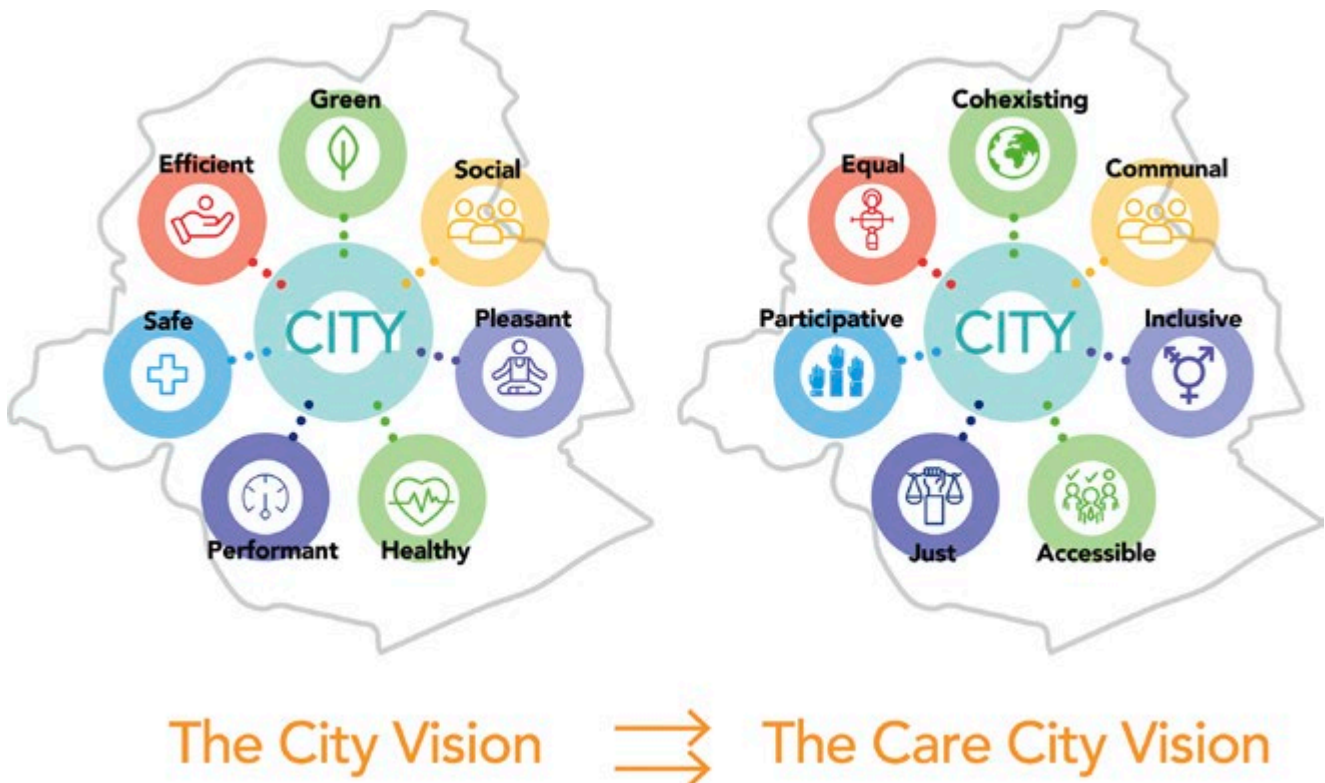 Green
Efficient
Social
Safe
CITY
Pleasant
Performant
Healthy
Cohexisting
Equal
Communal
Participative
CITY
Inclusive
Just
Accessible
The City Vision
The Care City Vision